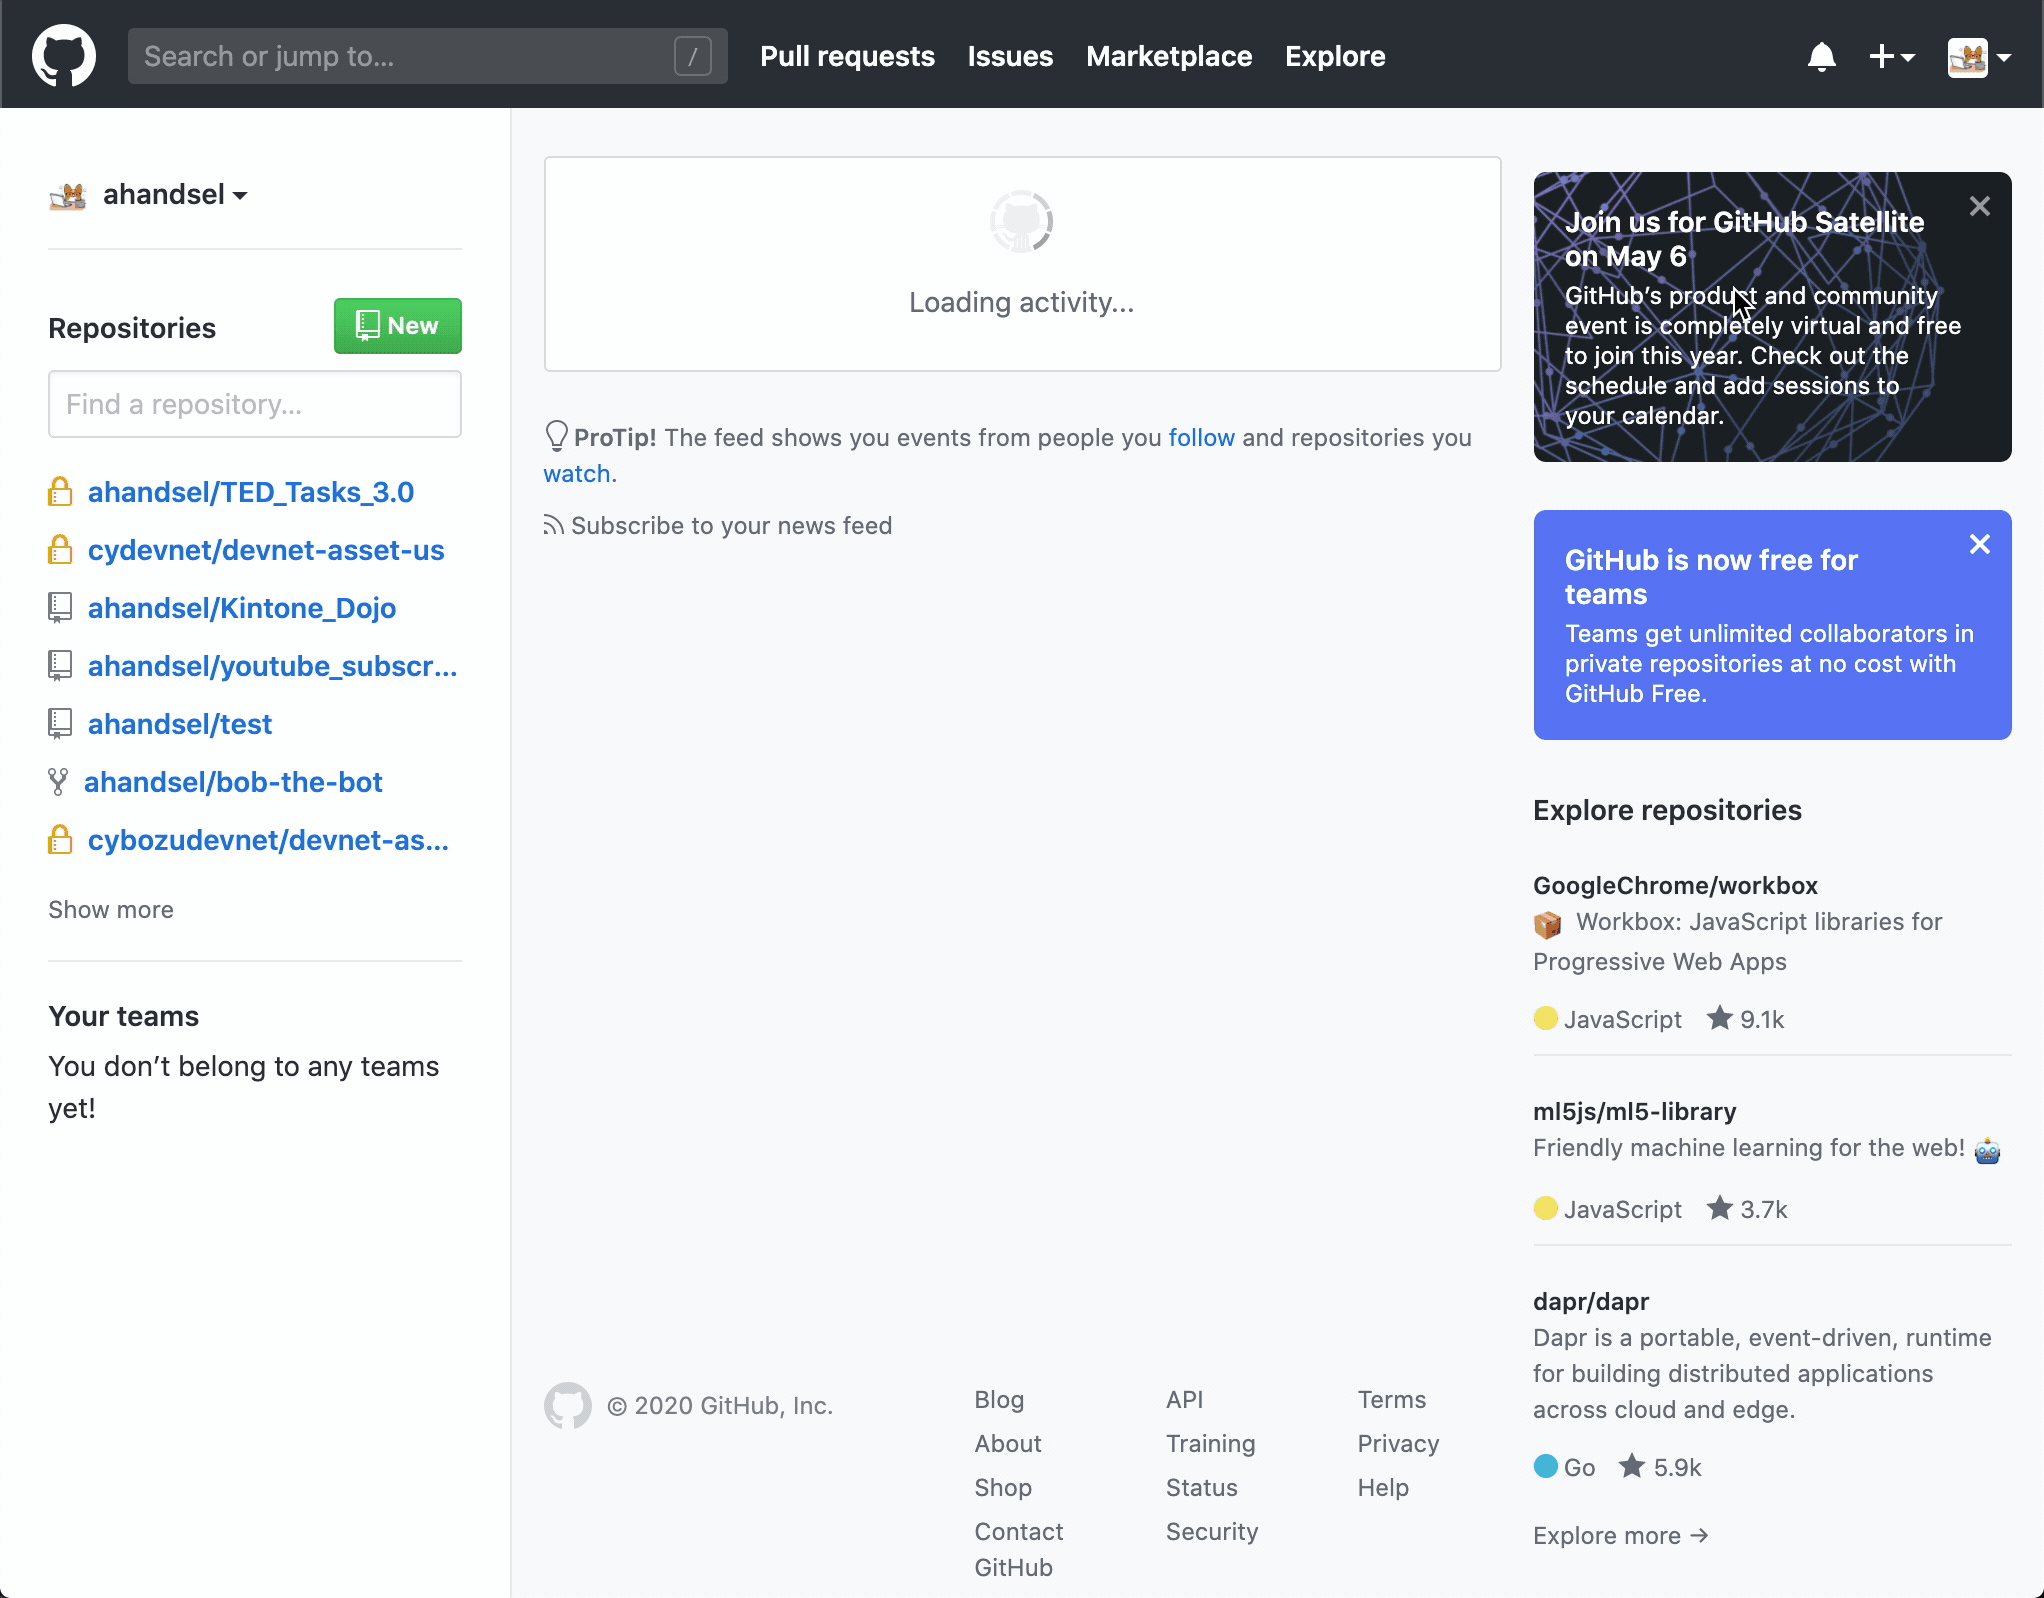 Search or jump to... /
Pull requests Issues Marketplace Explore
ahandsel
Repositories
New
Find a repository...
ahandsel/TED_Tasks_3.0
cydevnet/devnet-asset-us
ahandsel/Kintone_Dojo
ahandsel/youtube_subscr...
ahandsel/test
ahandsel/bob-the-bot
cybozudevnet/devnet-as...
Show more
Your teams
You don’t belong to any teams
yet!
Loading activity...
ProTip! The feed shows you events from people you follow and repositories you
watch.
Subscribe to your news feed
© 2020 GitHub, Inc.
Blog
About
Shop
Contact
GitHub
API
Training
Status
Security
Terms
Privacy
Help
Join us for GitHub Satellite
on May 6
GitHub’s product and community
event is completely virtual and free
to join this year. Check out the
schedule and add sessions to
your calendar.
GitHub is now free for
teams
Teams get unlimited collaborators in
private repositories at no cost with
GitHub Free.
Explore repositories
GoogleChrome/workbox
Workbox: JavaScript libraries for
Progressive Web Apps
JavaScript 9.1k
ml5js/ml5-library
Friendly machine learning for the web!
JavaScript 3.7k
dapr/dapr
Dapr is a portable, event-driven, runtime
for building distributed applications
across cloud and edge.
Go 5.9k
Explore more →